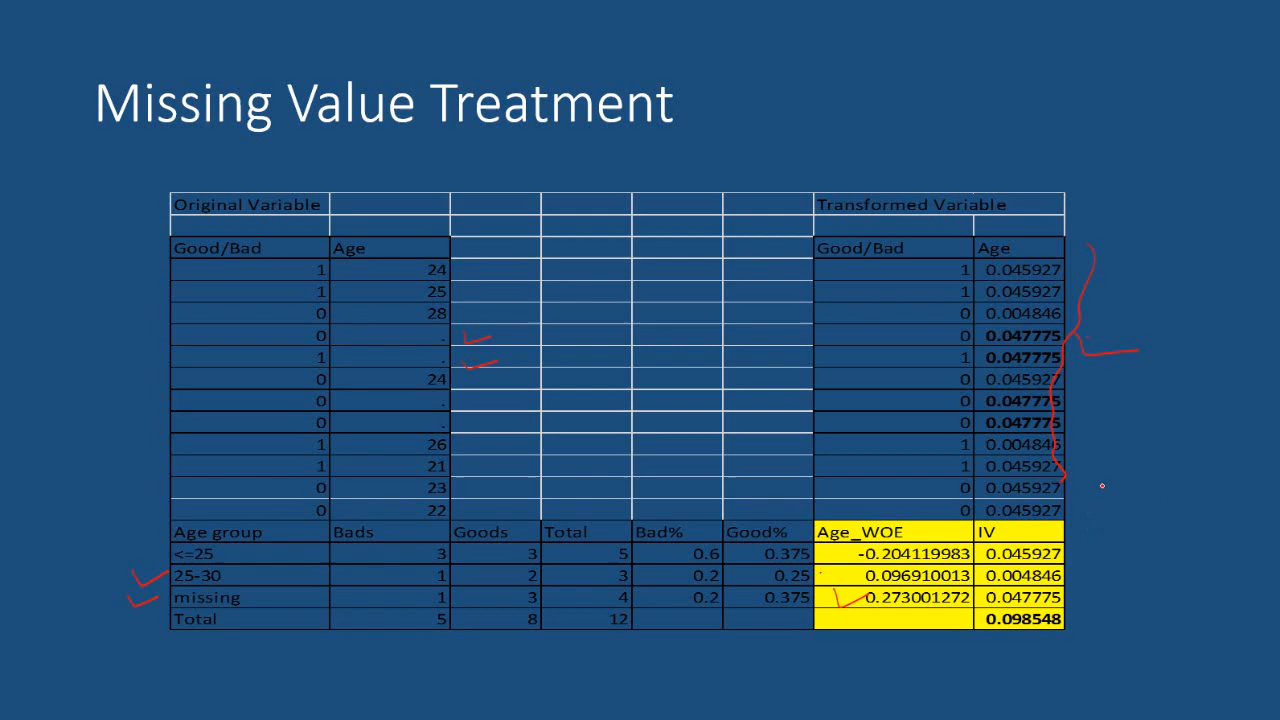 Missing Value Treatment
Original Variable Transformed Variable
Good/Bad Age Good/Bad Age
1 24 1 0.045927
1 25 1 0.045927
0 28 0 0.004846
0 . 0 0.047775
1 . 1 0.047775
0 24 0 0.045927
0 . 0 0.047775
0 . 0 0.047775
1 26 1 0.004846
1 21 1 0.045927
0 23 0 0.045927
0 22 0 0.045927
Age group Bads Goods Total Bad% Good% Age_WOE IV
<=25 3 3 5 0.6 0.375 -0.204119983 0.045927
25-30 1 2 3 0.2 0.25 0.096910013 0.004846
missing 1 3 4 0.2 0.375 0.273001272 0.047775
Total 5 8 12 0.098548